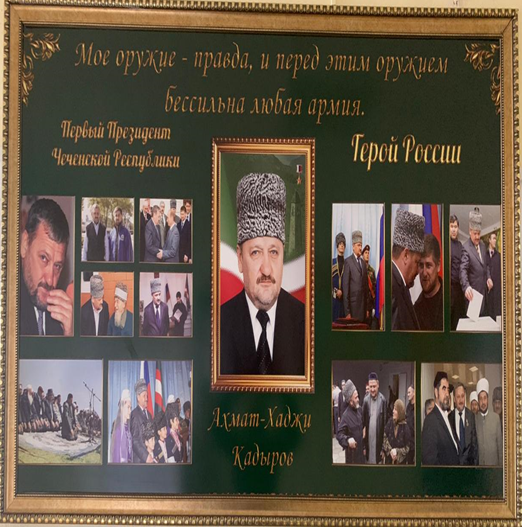 Мое оружие - правда, и перед этим оружием
бессильна любая армия.
Первый Президент
Чеченской Республики
Герой России
Ахмат-Хаджи
Кадыров